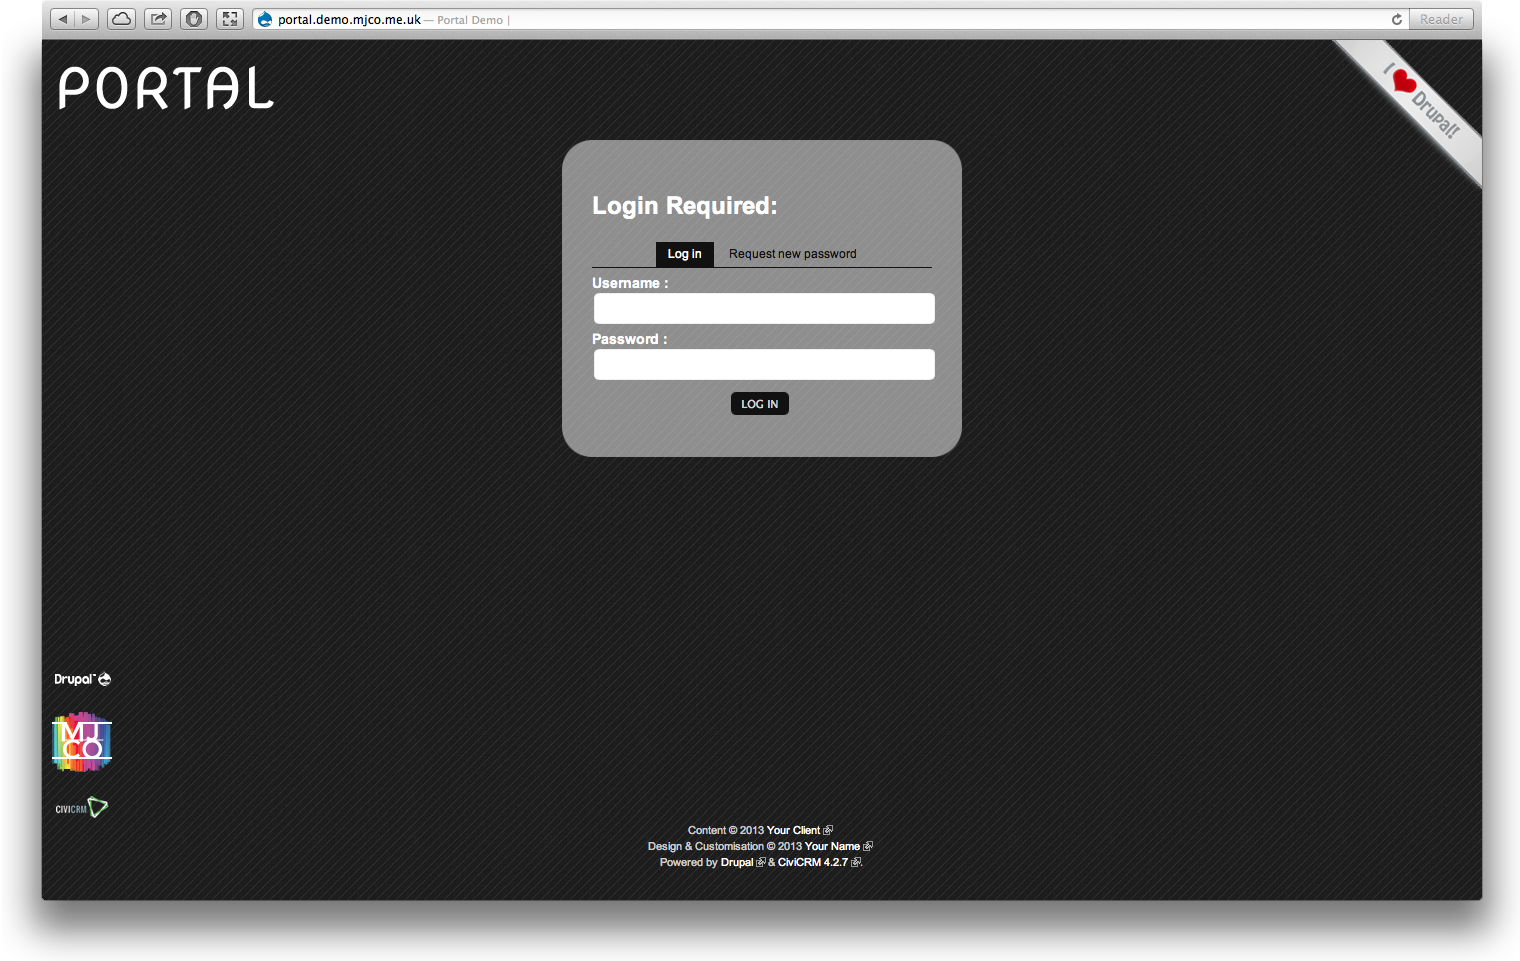 portal.demo.mjco.me.uk — Portal Demo |
Reader
PORTAL
I Drupal!
Login Required:
Log in Request new password
Username :
Password :
LOG IN
Drupal™
MJ
CO
CIVICRM
Content © 2013 Your Client
Design & Customisation © 2013 Your Name
Powered by Drupal & CiviCRM 4.2.7 .